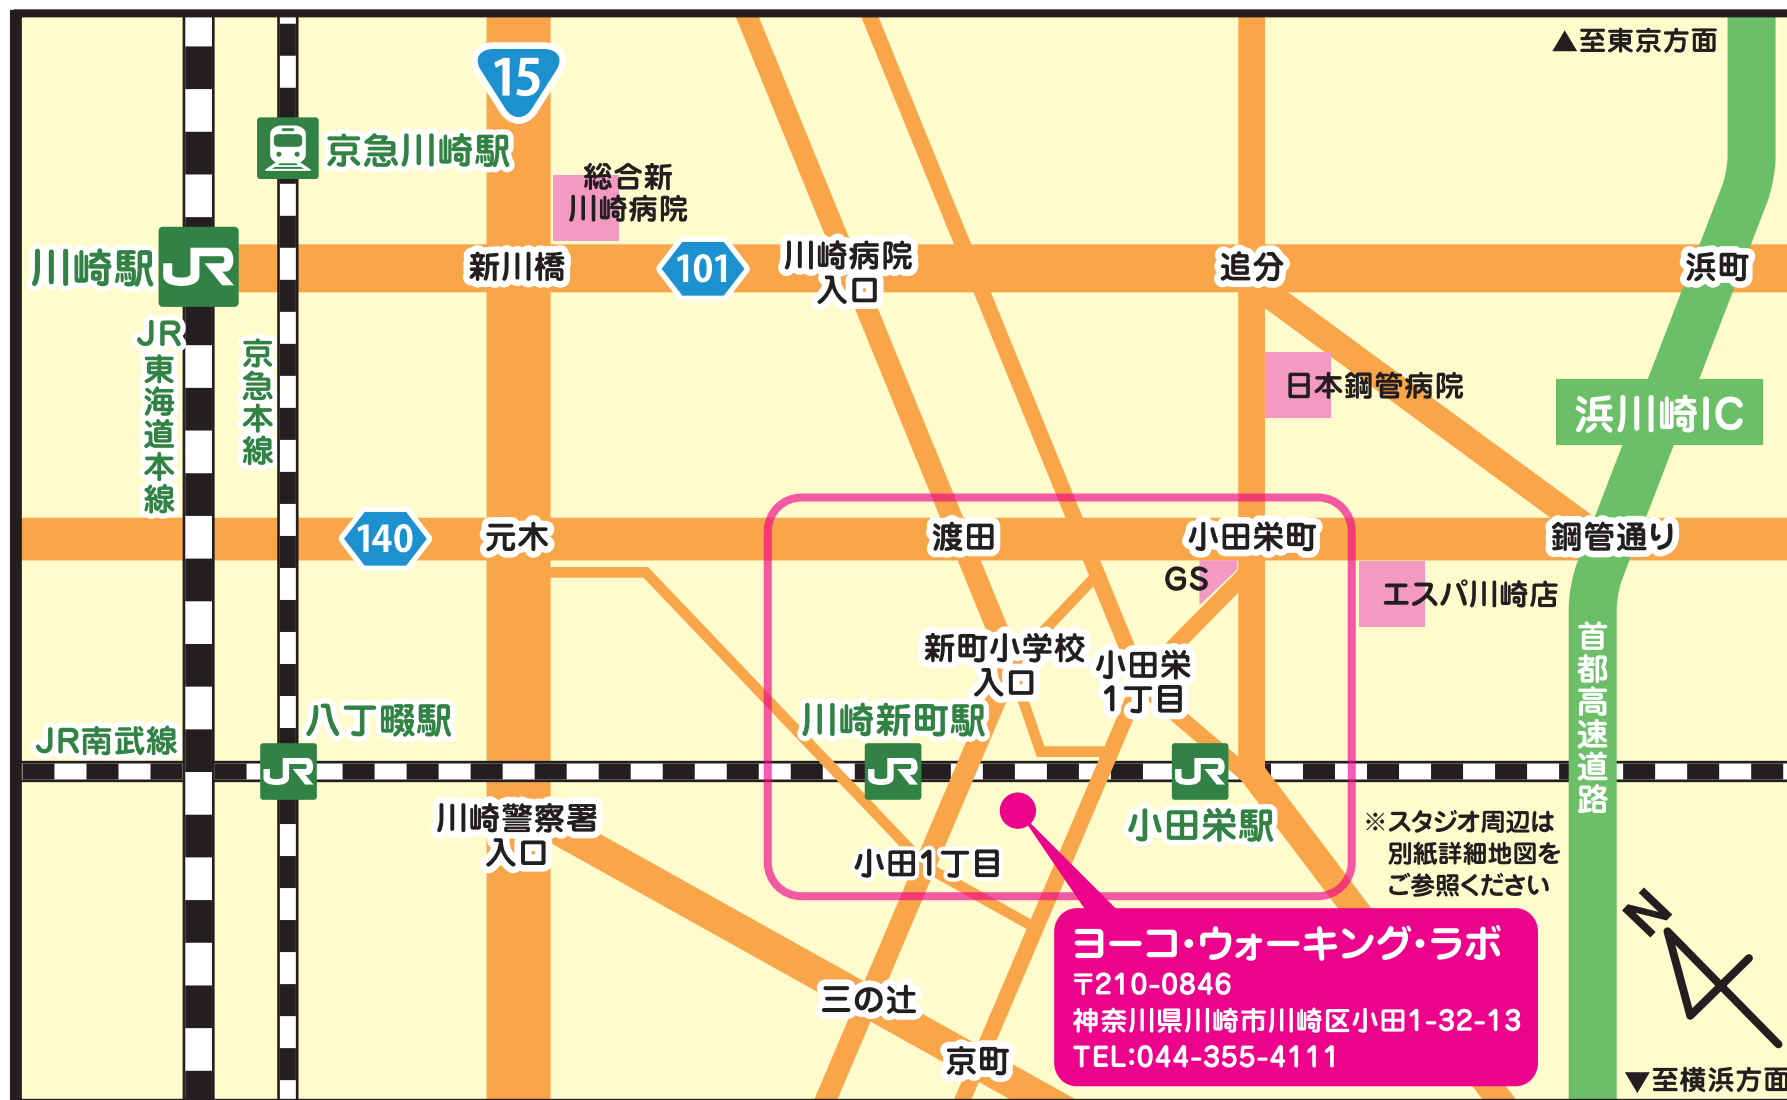 ▲至東京方面
15
京急川崎駅
総合新
川崎病院
川崎駅
JR
新川橋
101
川崎病院
入口
追分
浜町
JR
東海道本線
京急本線
日本鋼管病院
浜川崎IC
140
元木
渡田
小田栄町
鋼管通り
GS
エスパ川崎店
新町小学校
入口
小田栄
1丁目
首都高速道路
JR南武線
八丁畷駅
JR
川崎新町駅
JR
JR
小田栄駅
川崎警察署
入口
小田1丁目
※スタジオ周辺は
別紙詳細地図を
ご参照ください
N
ヨーコ・ウォーキング・ラボ
〒210-0846
神奈川県川崎市川崎区小田1-32-13
TEL:044-355-4111
三の辻
京町
▼至横浜方面